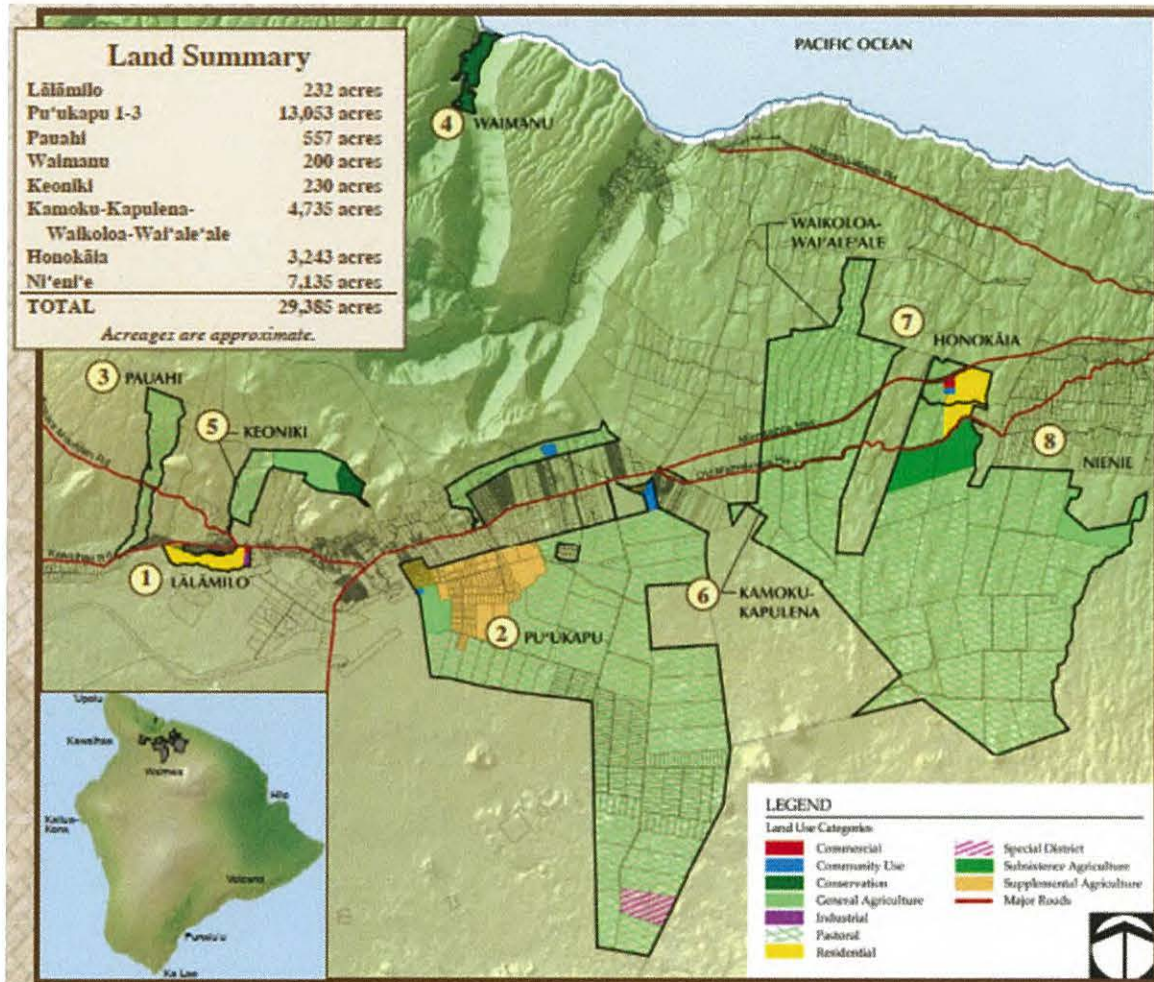 PACIFIC OCEAN
Land Summary
Lālāmilo 232 acres
Pu‘ukapu 1-3 13,053 acres
Pauahi 557 acres
Waimanu 200 acres
Keoniki 230 acres
Kamoku-Kapulena- 4,735 acres
Waikoloa-Wai‘ale‘ale
Honokāia 3,243 acres
Ni‘eni‘e 7,135 acres
TOTAL 29,385 acres
Acreages are approximate.
4 WAIMANU
WAIKOLOA-
WAI‘ALE‘ALE
7
HONOKĀIA
3 PAUAHI
5 KEONIKI
8
NIENIE
1 LĀLĀMILO
2 PU‘UKAPU
6 KAMOKU-
KAPULENA
Upolu
Kawaihae
Waimea
Hilo
Kailua-
Kona
Volcano
Punalu‘u
Ka Lae
LEGEND
Land Use Categories
Commercial
Community Use
Conservation
General Agriculture
Industrial
Pastoral
Residential
Special District
Subsistence Agriculture
Supplemental Agriculture
Major Roads